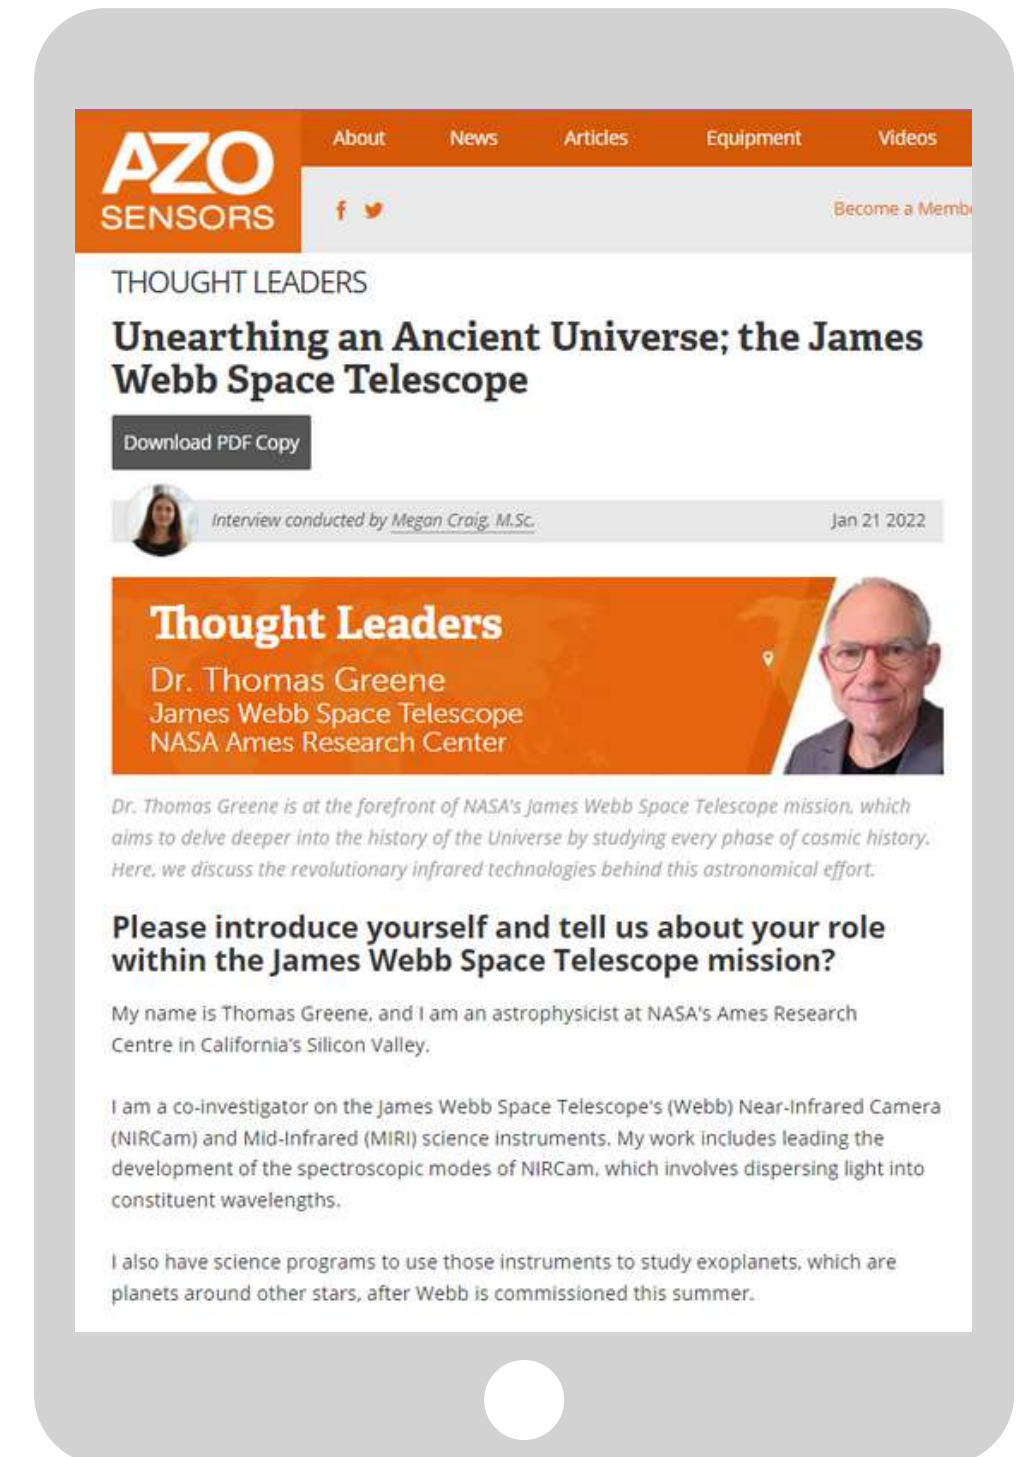 AZO
SENSORS
About News Articles Equipment Videos
Become a Memb
THOUGHT LEADERS
Unearthing an Ancient Universe; the James
Webb Space Telescope
Download PDF Copy
Interview conducted by Megan Craig, M.Sc.
Jan 21 2022
Thought Leaders
Dr. Thomas Greene
James Webb Space Telescope
NASA Ames Research Center
Dr. Thomas Greene is at the forefront of NASA's James Webb Space Telescope mission, which
aims to delve deeper into the history of the Universe by studying every phase of cosmic history.
Here, we discuss the revolutionary infrared technologies behind this astronomical effort.
Please introduce yourself and tell us about your role
within the James Webb Space Telescope mission?
My name is Thomas Greene, and I am an astrophysicist at NASA's Ames Research
Centre in California's Silicon Valley.
I am a co-investigator on the James Webb Space Telescope's (Webb) Near-Infrared Camera
(NIRCam) and Mid-Infrared (MIRI) science instruments. My work includes leading the
development of the spectroscopic modes of NIRCam, which involves dispersing light into
constituent wavelengths.
I also have science programs to use those instruments to study exoplanets, which are
planets around other stars, after Webb is commissioned this summer.